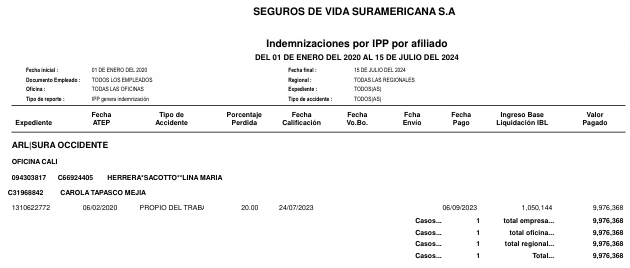 SEGUROS DE VIDA SURAMERICANA S.A
Indemnizaciones por IPP por afiliado
DEL 01 DE ENERO DEL 2020 AL 15 DE JULIO DEL 2024
Fecha inicial : 01 DE ENERO DEL 2020 Fecha final : 15 DE JULIO DEL 2024
Documento Empleado : TODOS LOS EMPLEADOS Regional : TODAS LAS REGIONALES
Oficina : TODAS LAS OFICINAS Expediente : TODOS(AS)
Tipo de reporte : IPP genera indemnización Tipo de accidente : TODOS(AS)
Fecha Tipo de Porcentaje Fecha Fecha Fcha Fecha Ingreso Base Valor
Expediente ATEP Accidente Perdida Calificación Vo.Bo. Envío Pago Liquidación IBL Pagado
ARL|SURA OCCIDENTE
OFICINA CALI
094303817 C66924405 HERRERA*SACOTTO**LINA MARIA
C31968842 CAROLA TAPASCO MEJIA
1310622772 06/02/2020 PROPIO DEL TRAB/ 20.00 24/07/2023 06/09/2023 1,050,144 9,976,368
Casos... 1 total empresa... 9,976,368
Casos... 1 total oficina... 9,976,368
Casos... 1 total regional... 9,976,368
Casos... 1 Total... 9,976,368